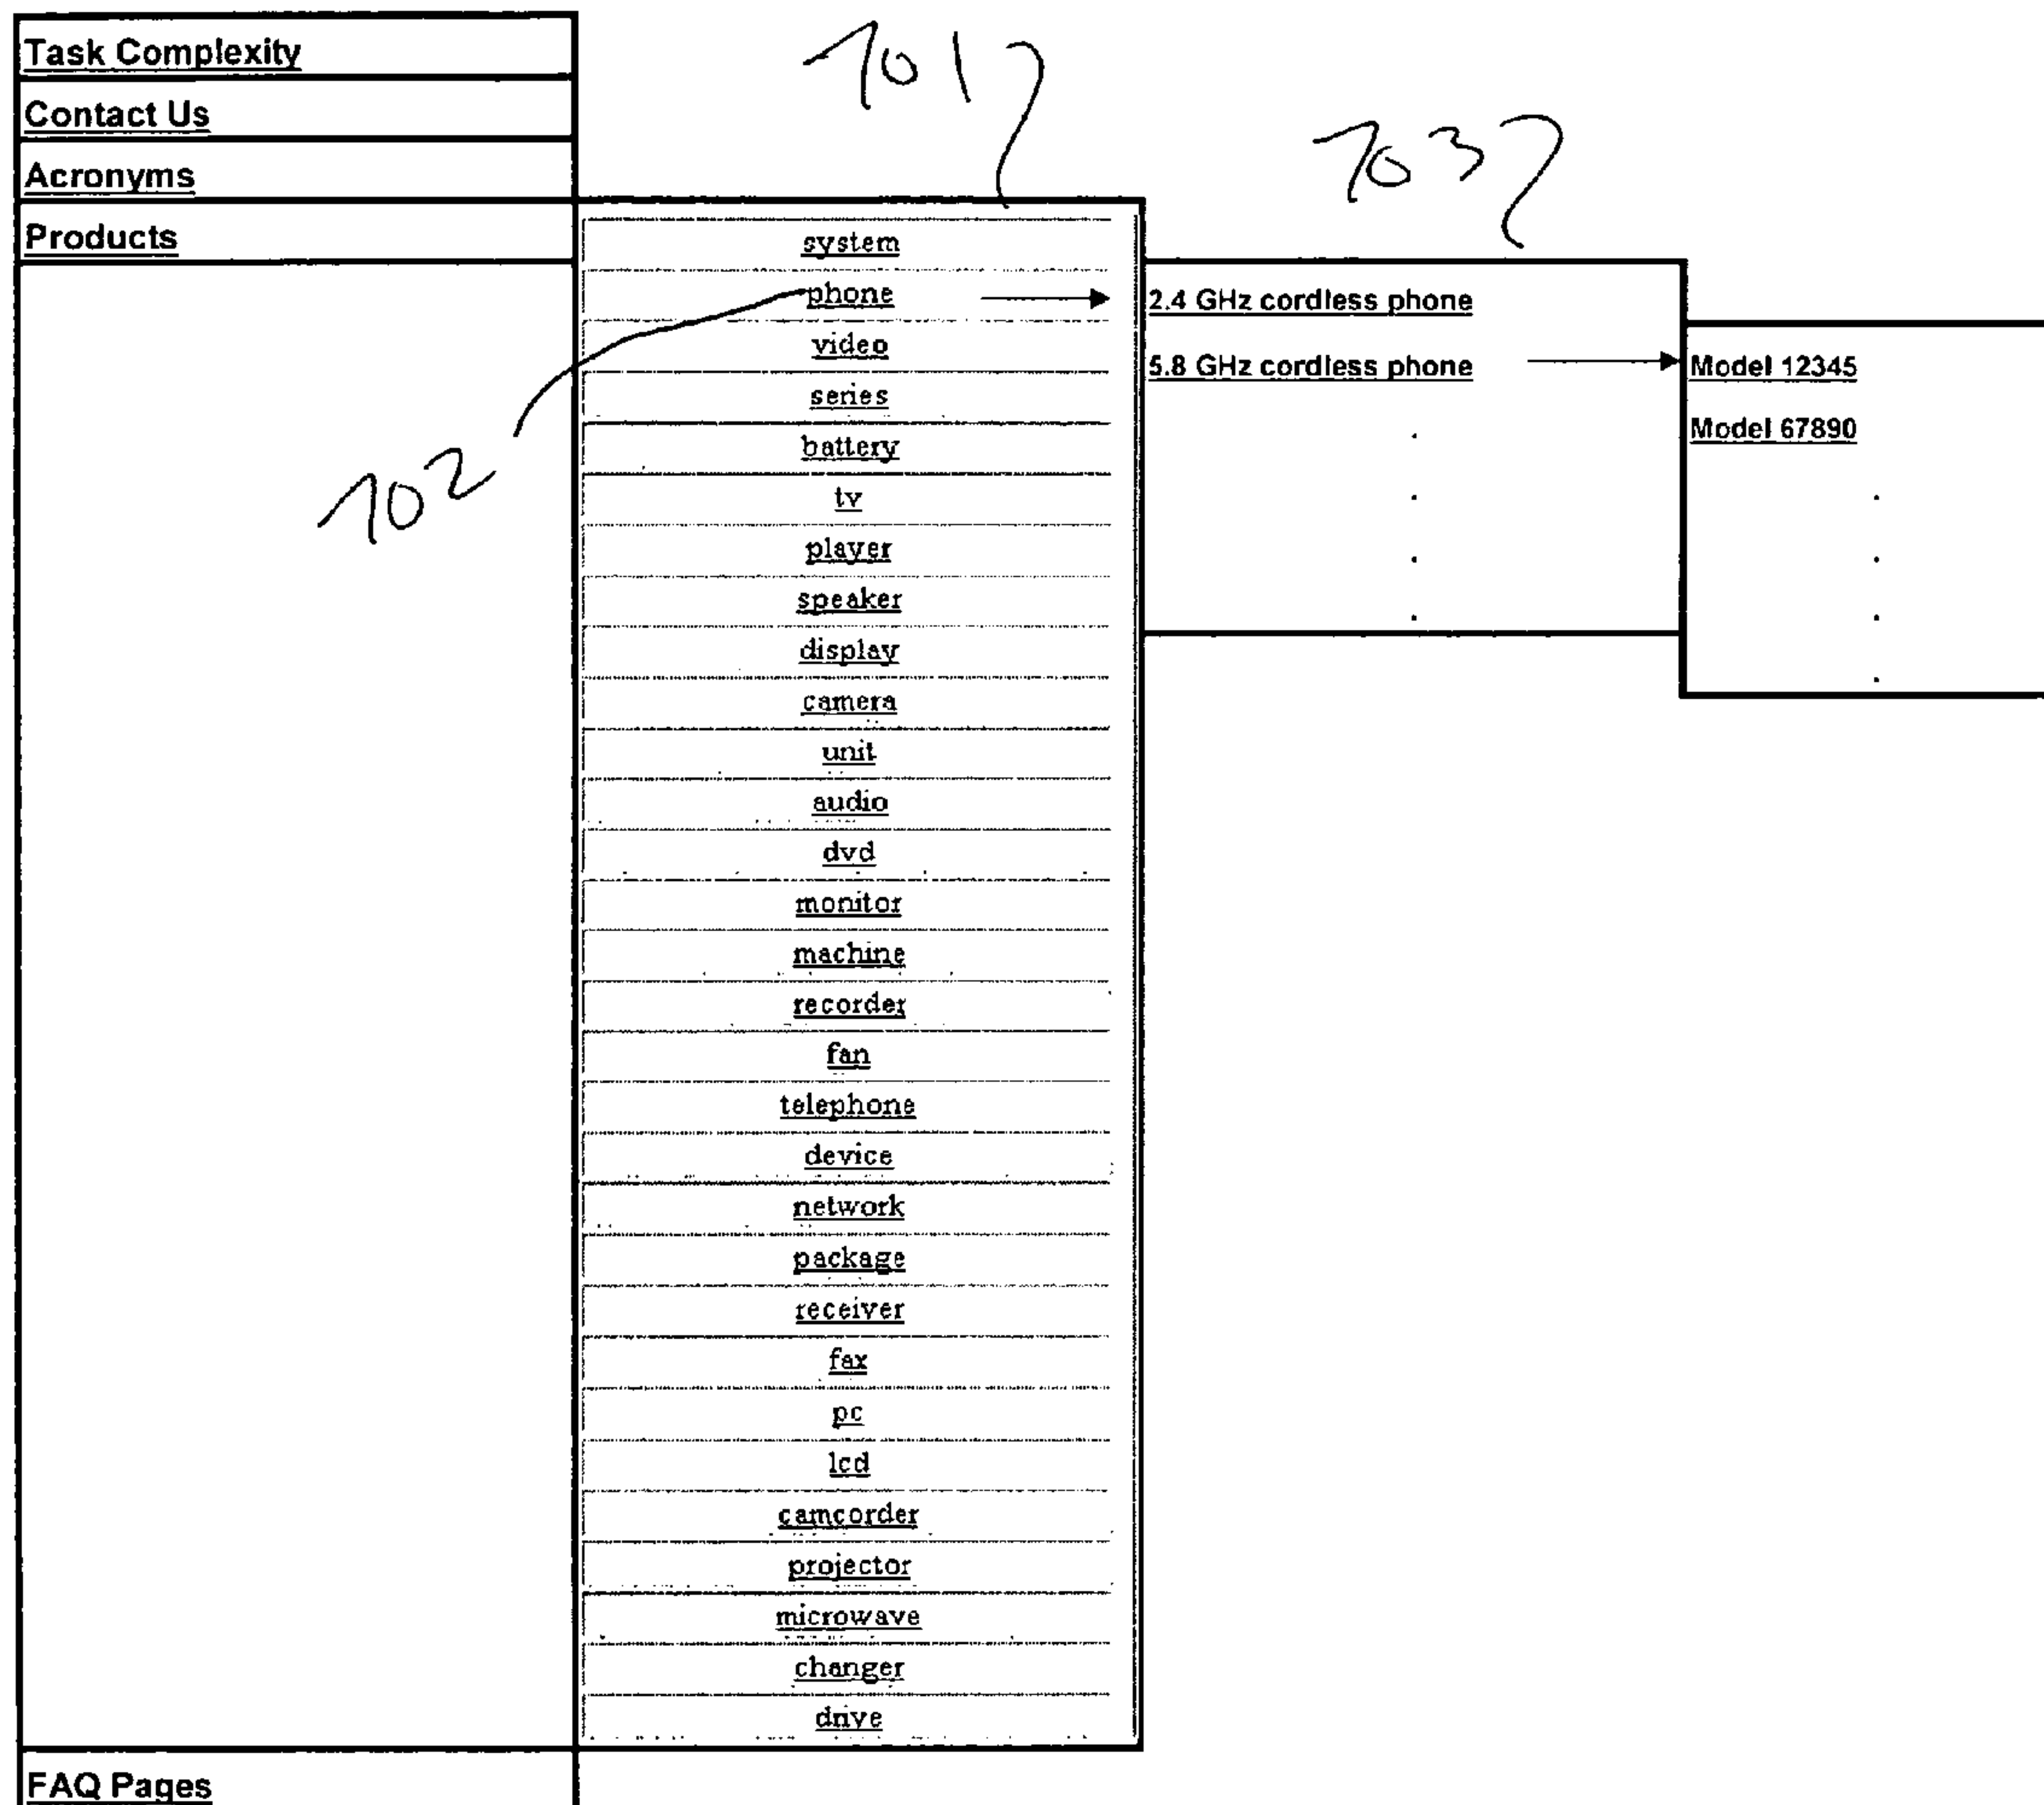 Task Complexity
Contact Us
Acronyms
Products
701
702
703
system
phone
video
series
battery
tv
player
speaker
display
camera
unit
audio
dvd
monitor
machine
recorder
fan
telephone
device
network
package
receiver
fax
pc
lcd
camcorder
projector
microwave
changer
drive
2.4 GHz cordless phone
5.8 GHz cordless phone
Model 12345
Model 67890
FAQ Pages